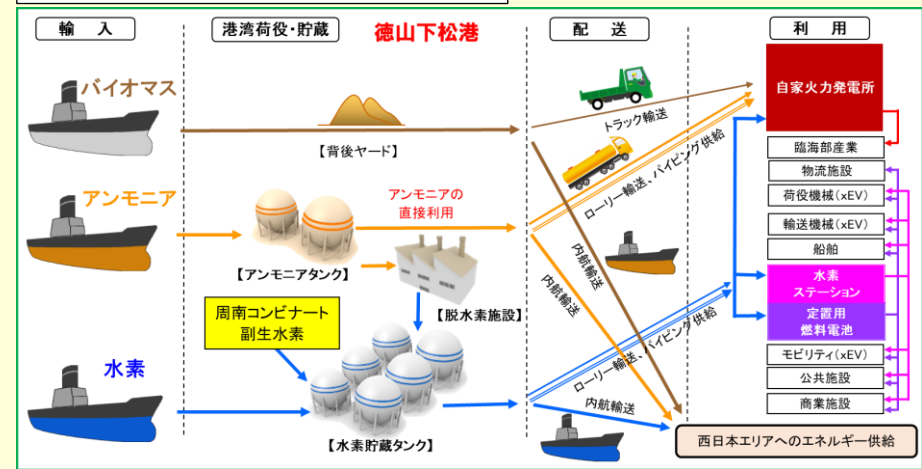 輸入
港湾荷役・貯蔵
徳山下松港
配送
利用
バイオマス
【背後ヤード】
トラック輸送
自家火力発電所
臨海部産業
物流施設
荷役機械(xEV)
輸送機械(xEV)
船舶
水素
ステーション
定置用
燃料電池
モビリティ(xEV)
公共施設
商業施設
アンモニア
【アンモニアタンク】
アンモニアの
直接利用
【脱水素施設】
ローリー輸送、パイピング供給
内航輸送
内航輸送
周南コンビナート
副生水素
水素
【水素貯蔵タンク】
ローリー輸送、パイピング供給
内航輸送
西日本エリアへのエネルギー供給